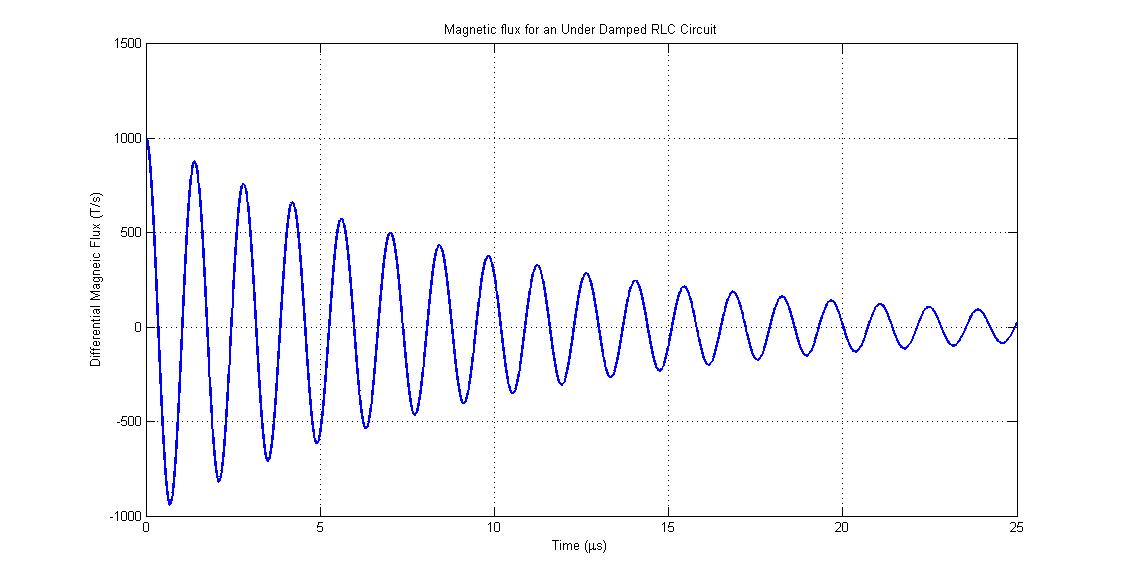 Magnetic flux for an Under Damped RLC Circuit
1500
1000
500
0
-500
-1000
Differential Magneic Flux (T/s)
0 5 10 15 20 25
Time (μs)